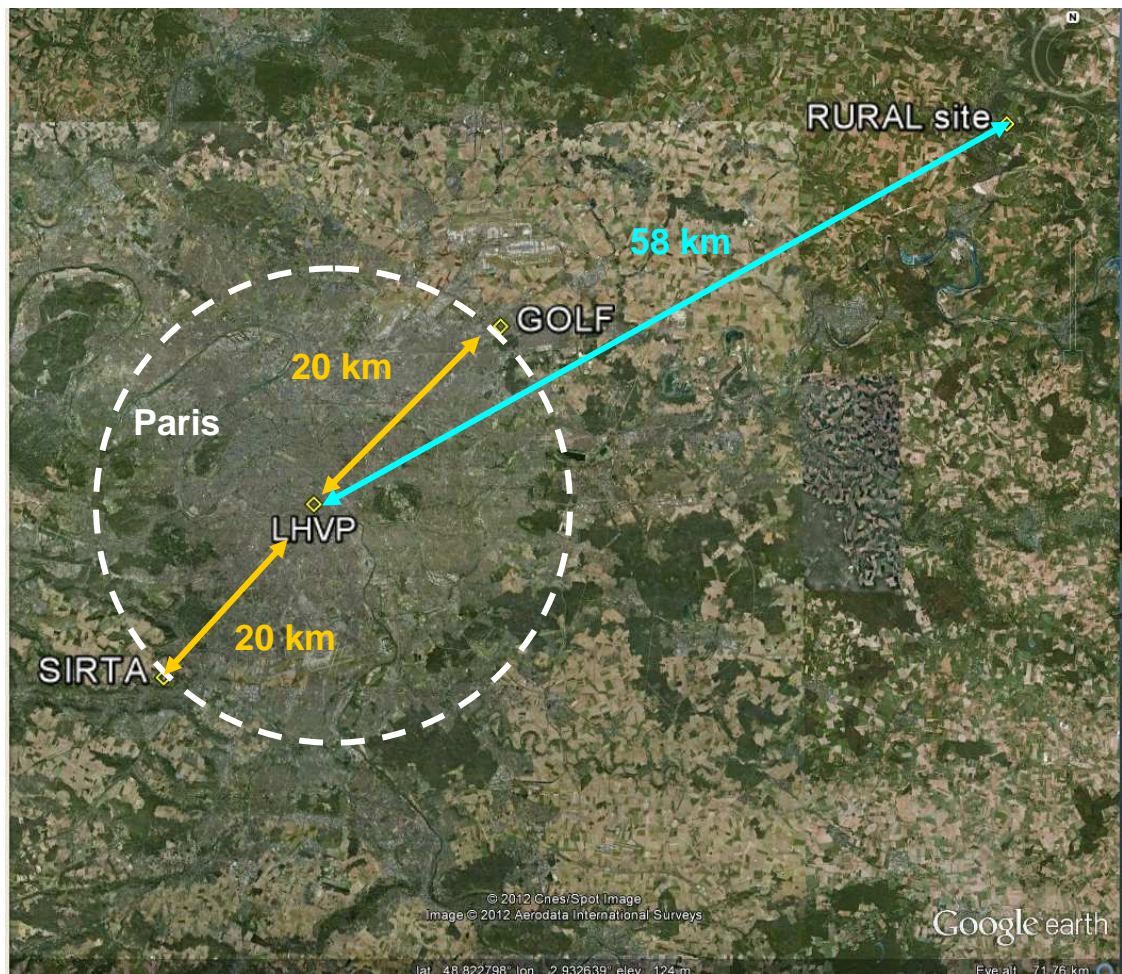 N
RURAL site
58 km
GOLF
20 km
Paris
LHVP
20 km
SIRTA
© 2012 Cnes/Spot Image
Image © 2012 Aerodata International Surveys
Google earth
lat 48.822798° lon 2.932639° elev 124 m
Eye alt 71.76 km